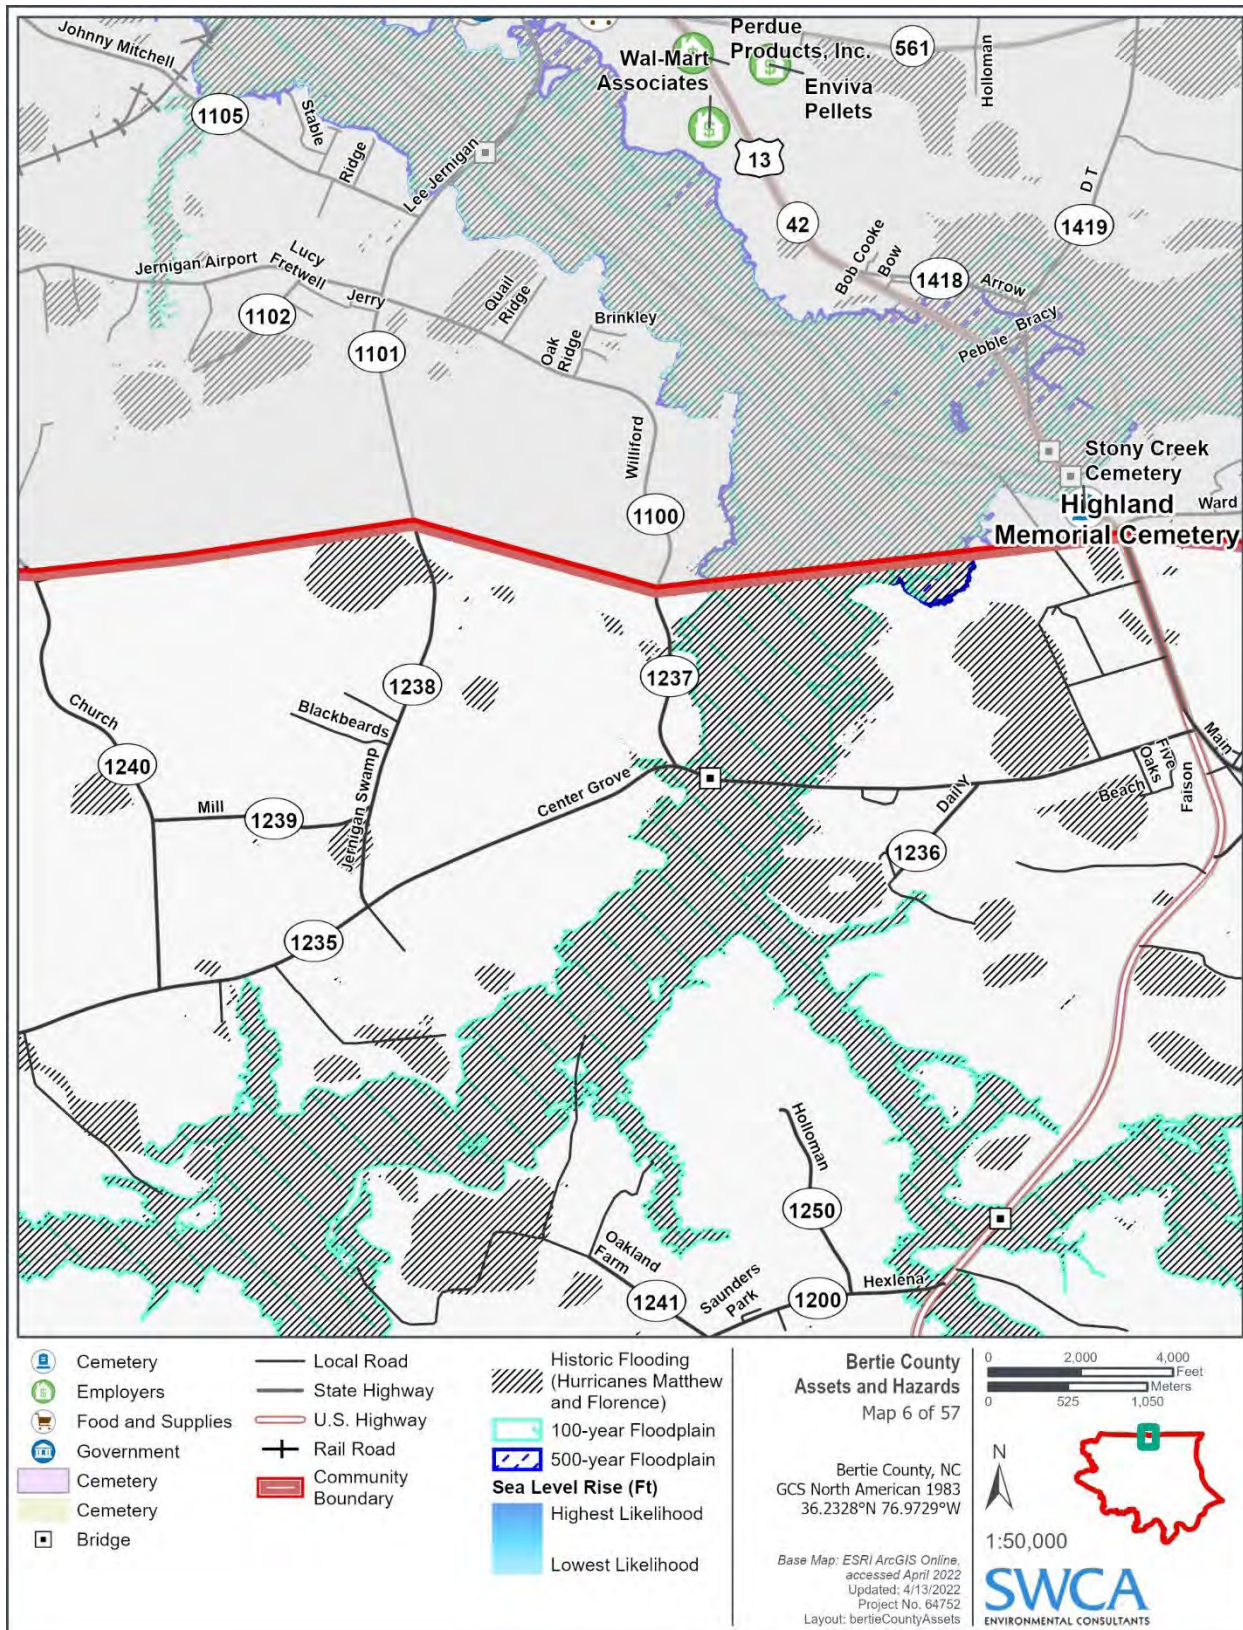 Johnny Mitchell
Perdue
Products, Inc.
Wal-Mart
Associates
Enviva
Pellets
561
Holloman
1105
Stable
Ridge
Lee Jernigan
13
D T
42
1419
Jernigan Airport
Lucy
Fretwell
Jerry
1102
1101
Quail
Ridge
Oak
Ridge
Brinkley
Bob Cooke
Bow
1418
Arrow
Pebble
Bracy
Williford
1100
Stony Creek
Cemetery
Highland
Memorial Cemetery
Ward
1237
1238
Blackbeards
Church
1240
Mill
1239
Jernigan Swamp
Center Grove
Dairy
1236
Beach
Five
Oaks
Faison
Main
1235
Holloman
1250
Oakland
Farm
1241
Saunders
Park
1200
Hexlena
Cemetery
Employers
Food and Supplies
Government
Cemetery
Cemetery
Bridge
Local Road
State Highway
U.S. Highway
Rail Road
Community
Boundary
Historic Flooding
(Hurricanes Matthew
and Florence)
100-year Floodplain
500-year Floodplain
Sea Level Rise (Ft)
Highest Likelihood
Lowest Likelihood
Bertie County
Assets and Hazards
Map 6 of 57
Bertie County, NC
GCS North American 1983
36.2328°N 76.9729°W
Base Map: ESRI ArcGIS Online,
accessed April 2022
Updated: 4/13/2022
Project No. 64752
Layout: bertieCountyAssets
0 2,000 4,000
Feet
Meters
0 525 1,050
N
1:50,000
SWCA
ENVIRONMENTAL CONSULTANTS